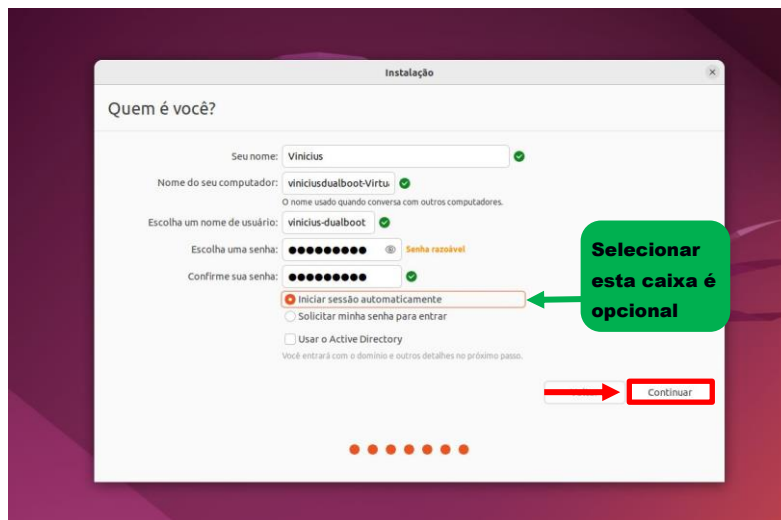 Instalação
Quem é você?
Seu nome: Vinicius
Nome do seu computador: viniciusdualboot-Virtu
O nome usado quando conversa com outros computadores.
Escolha um nome de usuário: vinicius-dualboot
Escolha uma senha: ●●●●●●●●● Senha razoável
Confirme sua senha: ●●●●●●●●●
Iniciar sessão automaticamente
Solicitar minha senha para entrar
Usar o Active Directory
Você entrará com o domínio e outros detalhes no próximo passo.
Selecionar
esta caixa é
opcional
Continuar